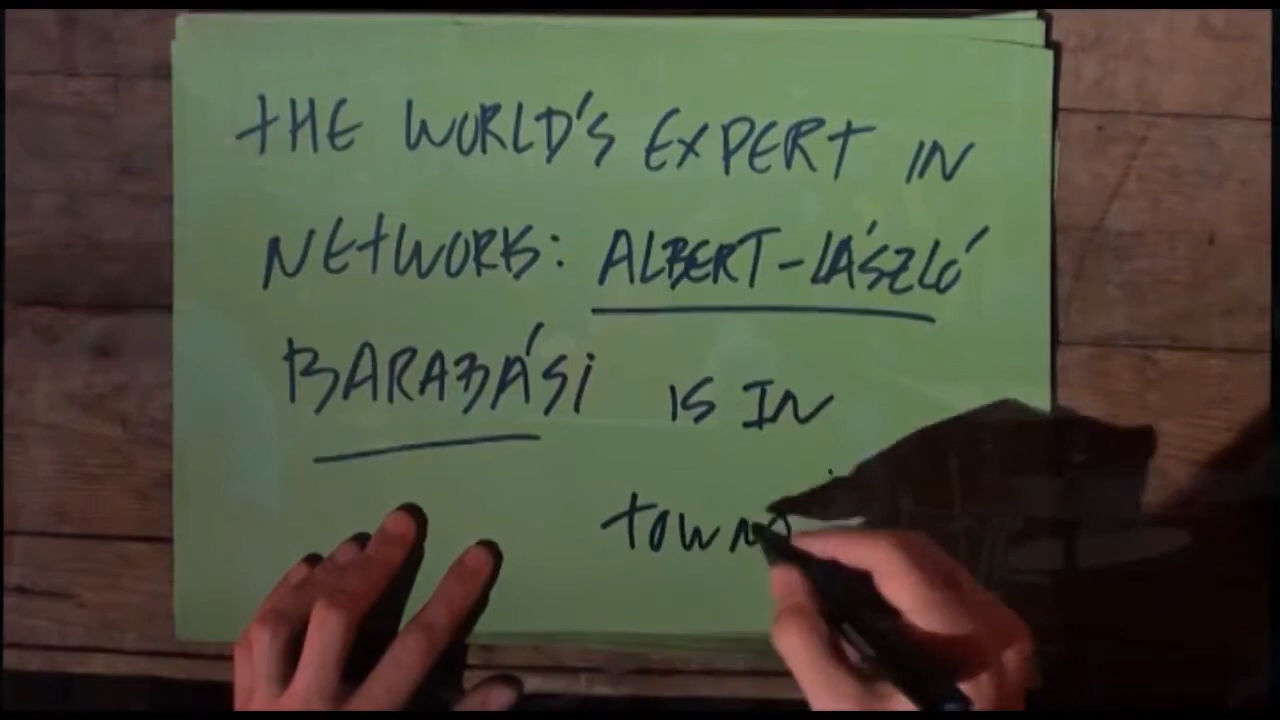 tHE WORLD'S EXPERT IN
NETWORKS: ALBERT-LÁSZLÓ
BARABÁSI IS IN
town